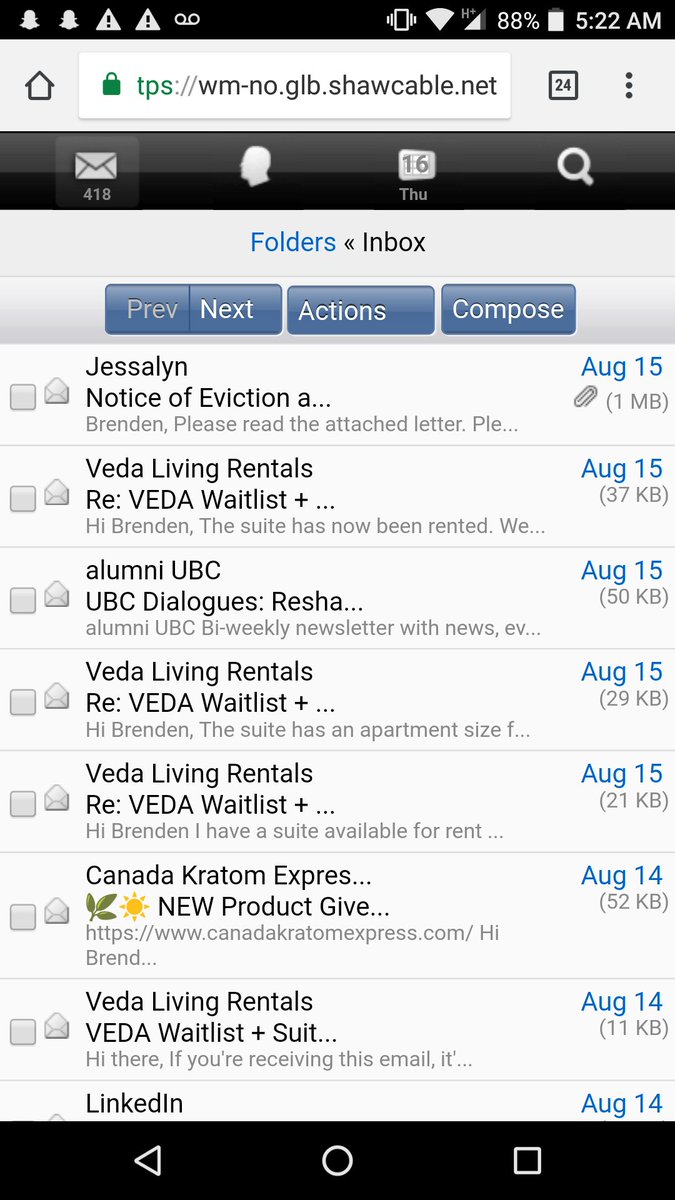 H+ 88% 5:22 AM
tps://wm-no.glb.shawcable.net 24
418 16 Thu
Folders « Inbox
Prev Next Actions Compose
Jessalyn Aug 15
Notice of Eviction a... (1 MB)
Brenden, Please read the attached letter. Ple...
Veda Living Rentals Aug 15
Re: VEDA Waitlist + ... (37 KB)
Hi Brenden, The suite has now been rented. We...
alumni UBC Aug 15
UBC Dialogues: Resha... (50 KB)
alumni UBC Bi-weekly newsletter with news, ev...
Veda Living Rentals Aug 15
Re: VEDA Waitlist + ... (29 KB)
Hi Brenden, The suite has an apartment size f...
Veda Living Rentals Aug 15
Re: VEDA Waitlist + ... (21 KB)
Hi Brenden I have a suite available for rent ...
Canada Kratom Expres... Aug 14
🌿☀️ NEW Product Give... (52 KB)
https://www.canadakratomexpress.com/ Hi
Brend...
Veda Living Rentals Aug 14
VEDA Waitlist + Suit... (11 KB)
Hi there, If you're receiving this email, it'...
LinkedIn Aug 14